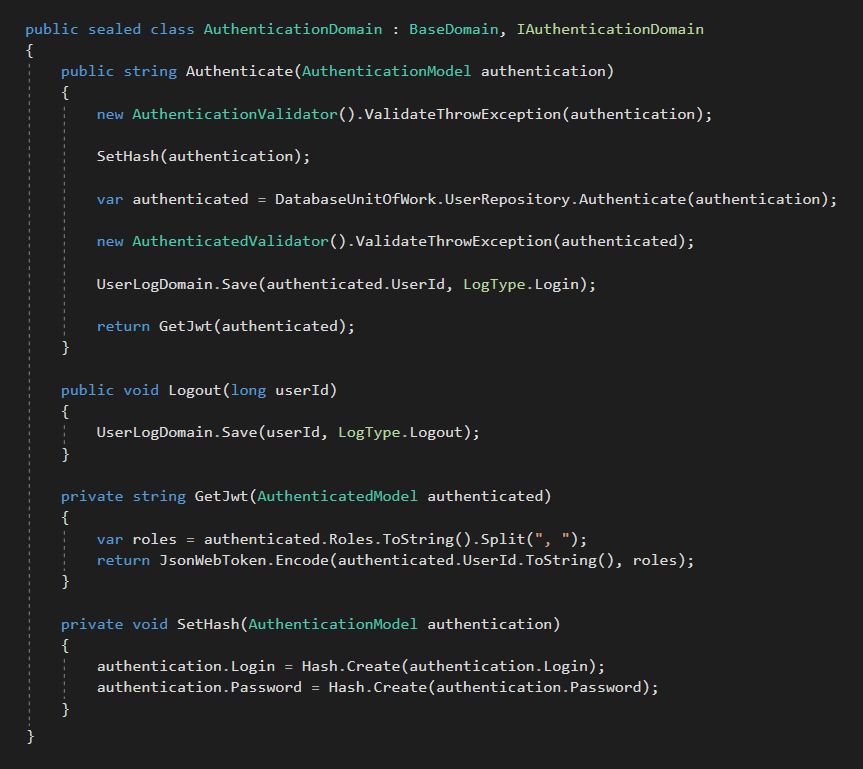 public sealed class AuthenticationDomain : BaseDomain, IAuthenticationDomain
{
    public string Authenticate(AuthenticationModel authentication)
    {
        new AuthenticationValidator().ValidateThrowException(authentication);

        SetHash(authentication);

        var authenticated = DatabaseUnitOfWork.UserRepository.Authenticate(authentication);

        new AuthenticatedValidator().ValidateThrowException(authenticated);

        UserLogDomain.Save(authenticated.UserId, LogType.Login);

        return GetJwt(authenticated);
    }

    public void Logout(long userId)
    {
        UserLogDomain.Save(userId, LogType.Logout);
    }

    private string GetJwt(AuthenticatedModel authenticated)
    {
        var roles = authenticated.Roles.ToString().Split(", ");
        return JsonWebToken.Encode(authenticated.UserId.ToString(), roles);
    }

    private void SetHash(AuthenticationModel authentication)
    {
        authentication.Login = Hash.Create(authentication.Login);
        authentication.Password = Hash.Create(authentication.Password);
    }
}